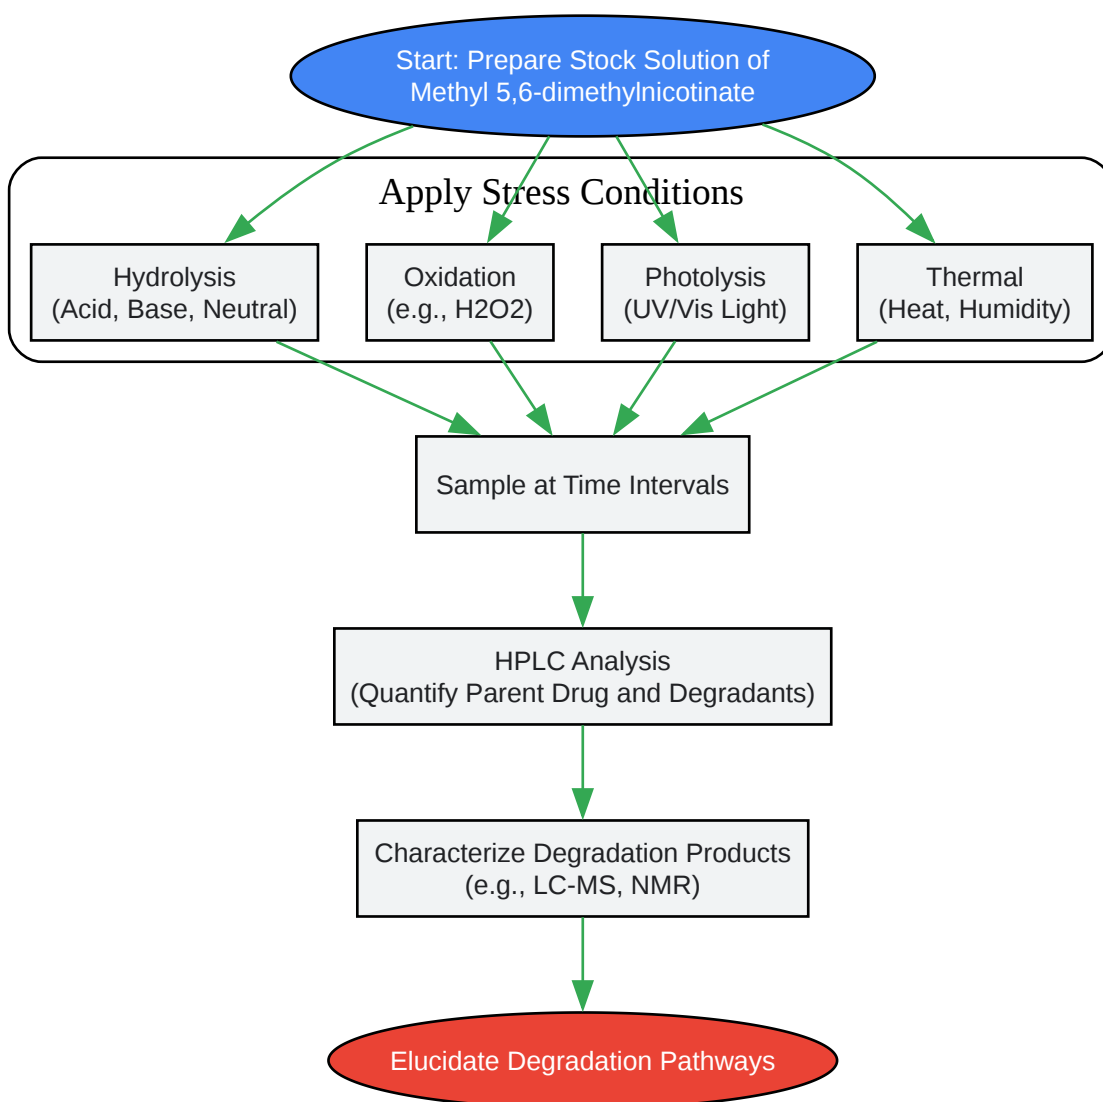 Start: Prepare Stock Solution of
Methyl 5,6-dimethylnicotinate
Apply Stress Conditions
Hydrolysis
(Acid, Base, Neutral)
Oxidation
(e.g., H2O2)
Photolysis
(UV/Vis Light)
Thermal
(Heat, Humidity)
Sample at Time Intervals
HPLC Analysis
(Quantify Parent Drug and Degradants)
Characterize Degradation Products
(e.g., LC-MS, NMR)
Elucidate Degradation Pathways